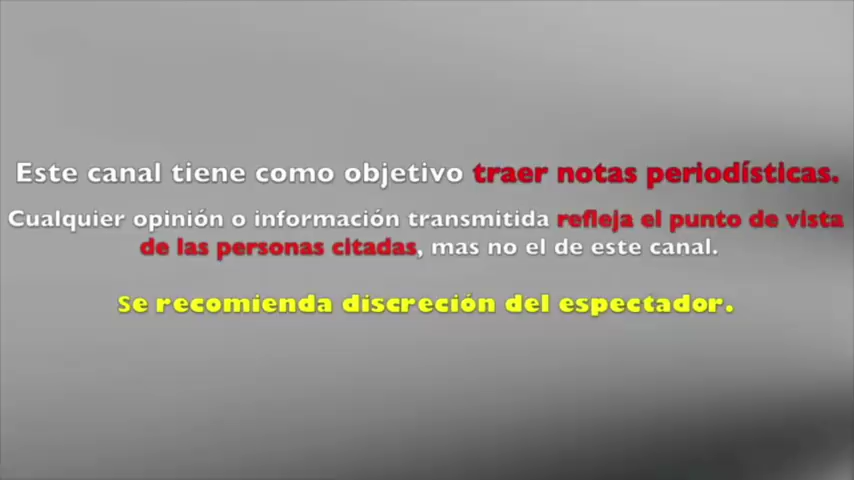 Este canal tiene como objetivo traer notas periodísticas.
Cualquier opinión o información transmitida refleja el punto de vista
de las personas citadas, mas no el de este canal.
Se recomienda discreción del espectador.